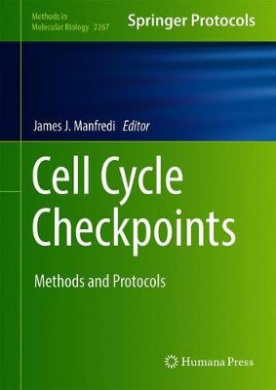 Methods in
Molecular Biology 2267
Springer Protocols
James J. Manfredi Editor
Cell Cycle
Checkpoints
Methods and Protocols
Humana Press